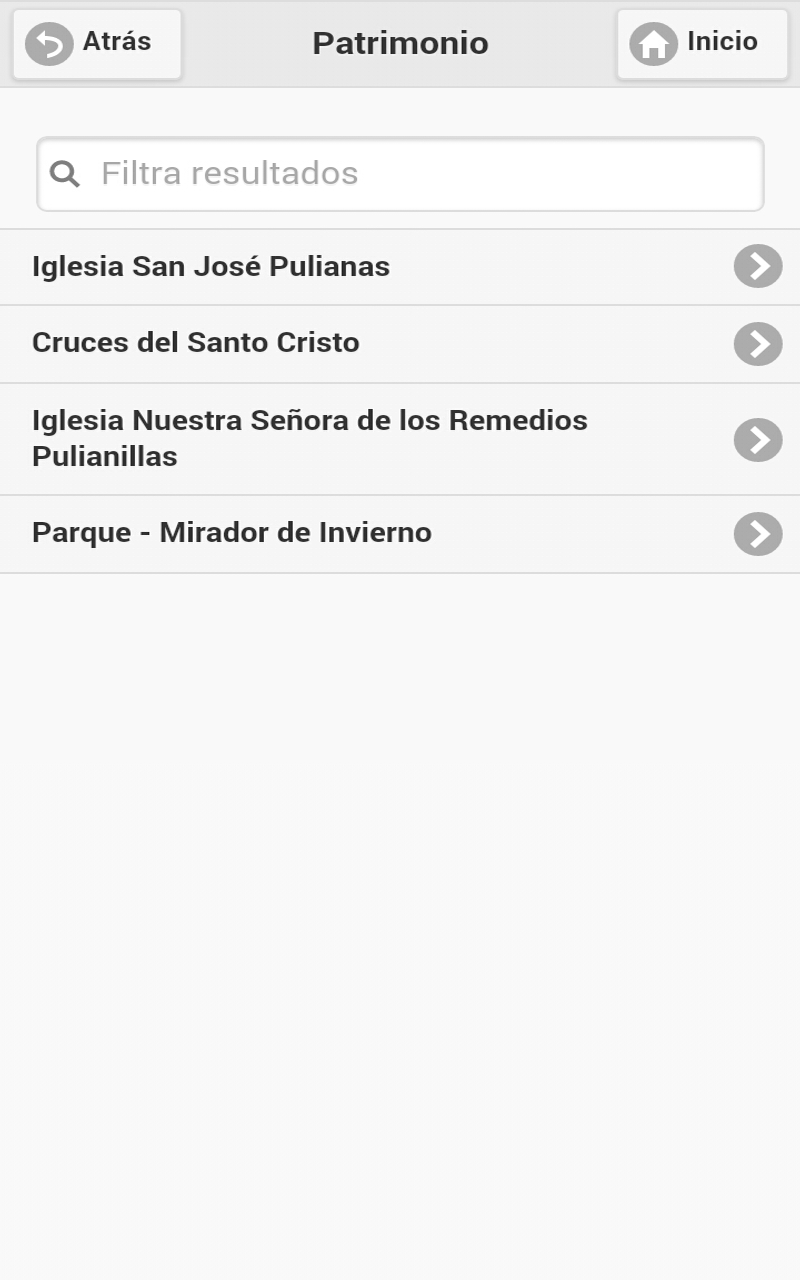 Atrás
Patrimonio
Inicio
Filtra resultados
Iglesia San José Pulianas
Cruces del Santo Cristo
Iglesia Nuestra Señora de los Remedios
Pulianillas
Parque - Mirador de Invierno